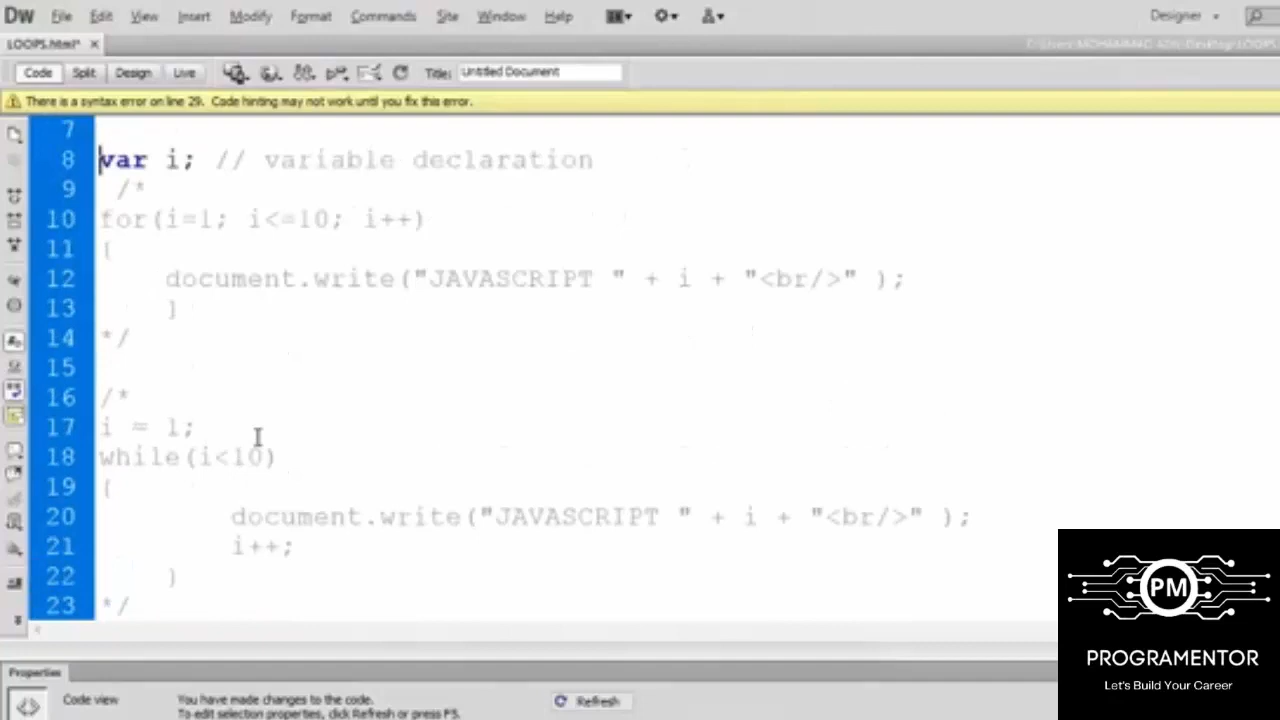 Dw File Edit View Insert Modify Format Commands Site Window Help Designer
LOOPS.html*
Code Split Design Live Title: Untitled Document
There is a syntax error on line 29. Code hinting may not work until you fix this error.
7
8 var i; // variable declaration
9 /*
10 for(i=1; i<=10; i++)
11 {
12 document.write("JAVASCRIPT " + i + "<br/>" );
13 }
14 */
15
16 /*
17 i = 1;
18 while(i<10)
19 {
20 document.write("JAVASCRIPT " + i + "<br/>" );
21 i++;
22 }
23 */
PM
PROGRAMENTOR
Let's Build Your Career
Properties
Code view You have made changes to the code. Refresh
To edit selection properties, click Refresh or press F5.